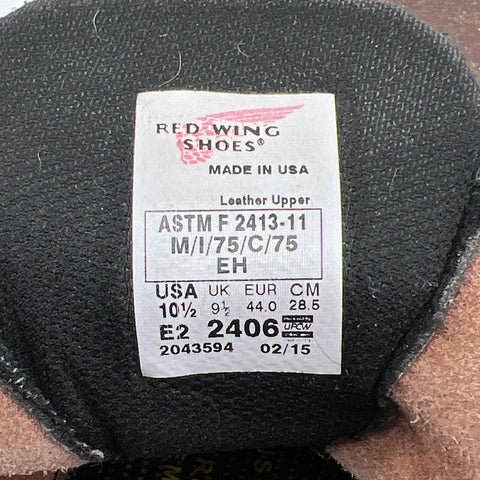 RED WING
SHOES®
MADE IN USA
Leather Upper
ASTM F 2413-11
M/I/75/C/75
EH
USA UK EUR CM
10½ 9½ 44.0 28.5
E2 2406 UFCW
2043594 02/15